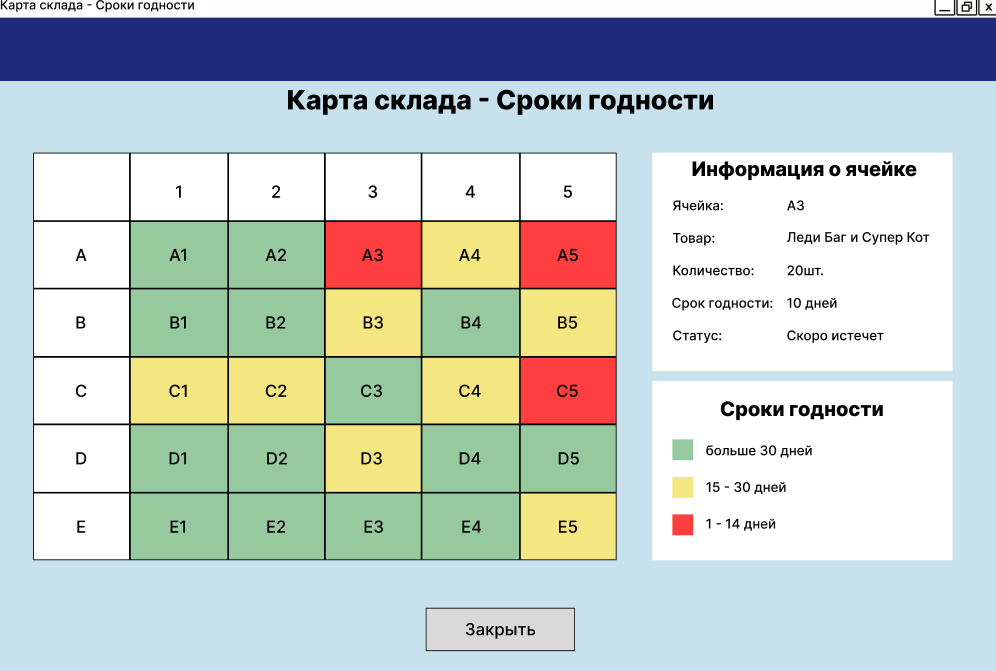 Карта склада - Сроки годности
Карта склада - Сроки годности
1 2 3 4 5
A A1 A2 A3 A4 A5
B B1 B2 B3 B4 B5
C C1 C2 C3 C4 C5
D D1 D2 D3 D4 D5
E E1 E2 E3 E4 E5
Информация о ячейке
Ячейка: A3
Товар: Леди Баг и Супер Кот
Количество: 20шт.
Срок годности: 10 дней
Статус: Скоро истечет
Сроки годности
больше 30 дней
15 - 30 дней
1 - 14 дней
Закрыть